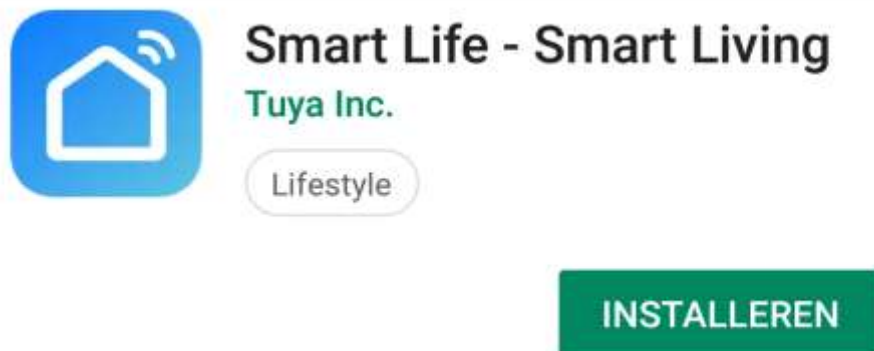 Smart Life - Smart Living
Tuya Inc.
Lifestyle
INSTALLEREN